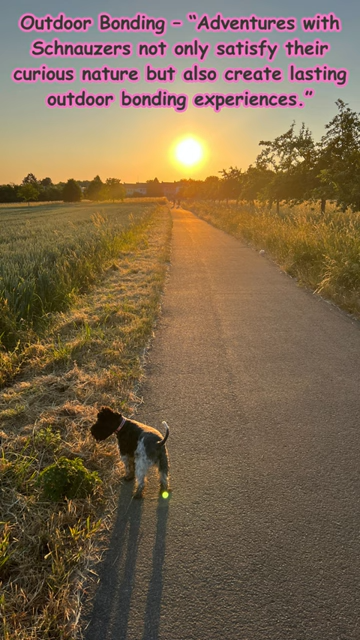 Outdoor Bonding – “Adventures with
Schnauzers not only satisfy their
curious nature but also create lasting
outdoor bonding experiences.”